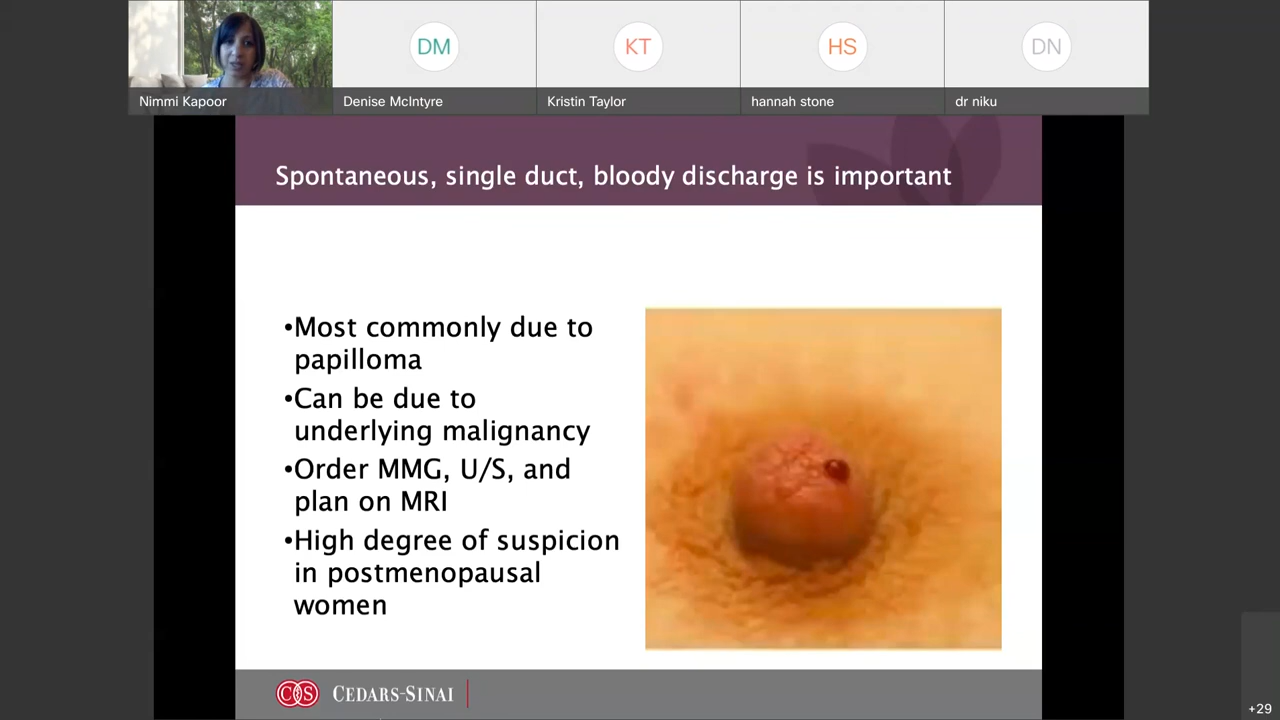 DM
KT
HS
DN
Nimmi Kapoor
Denise McIntyre
Kristin Taylor
hannah stone
dr niku
Spontaneous, single duct, bloody discharge is important
•Most commonly due to
papilloma
•Can be due to
underlying malignancy
•Order MMG, U/S, and
plan on MRI
•High degree of suspicion
in postmenopausal
women
CS CEDARS-SINAI
+29